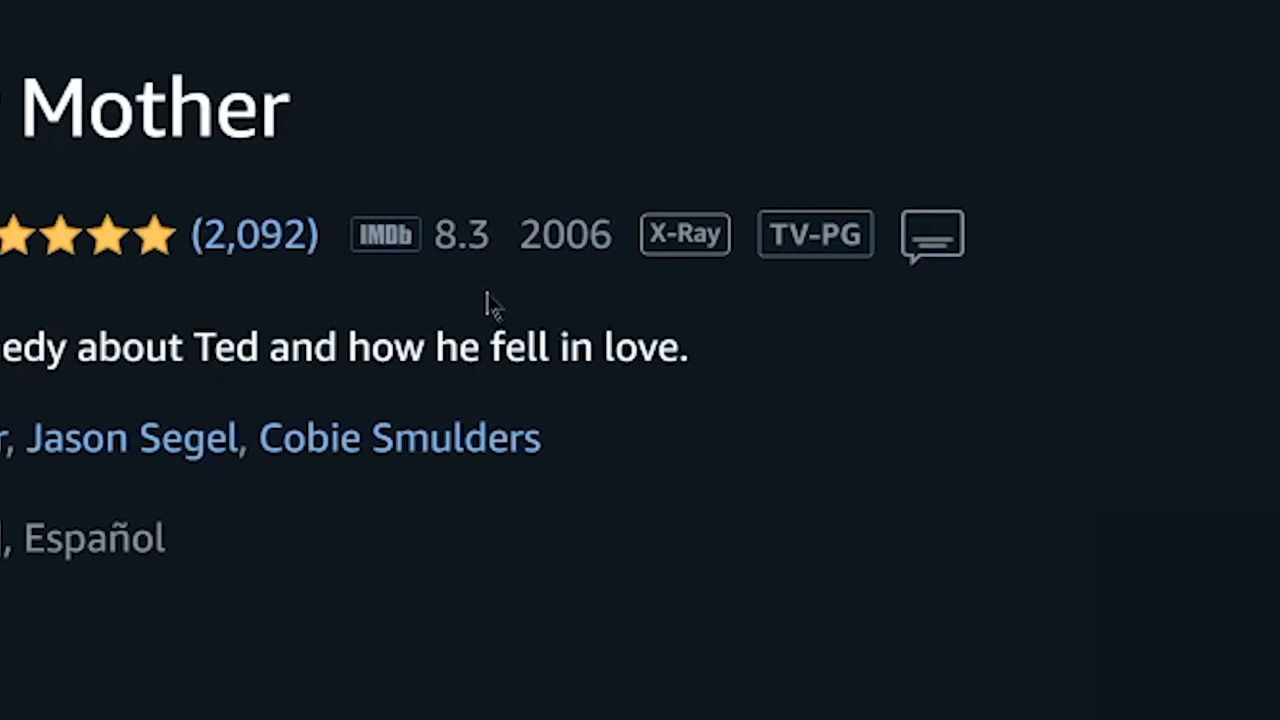 Mother
(2,092) IMDb 8.3 2006 X-Ray TV-PG
edy about Ted and how he fell in love.
r, Jason Segel, Cobie Smulders
], Español